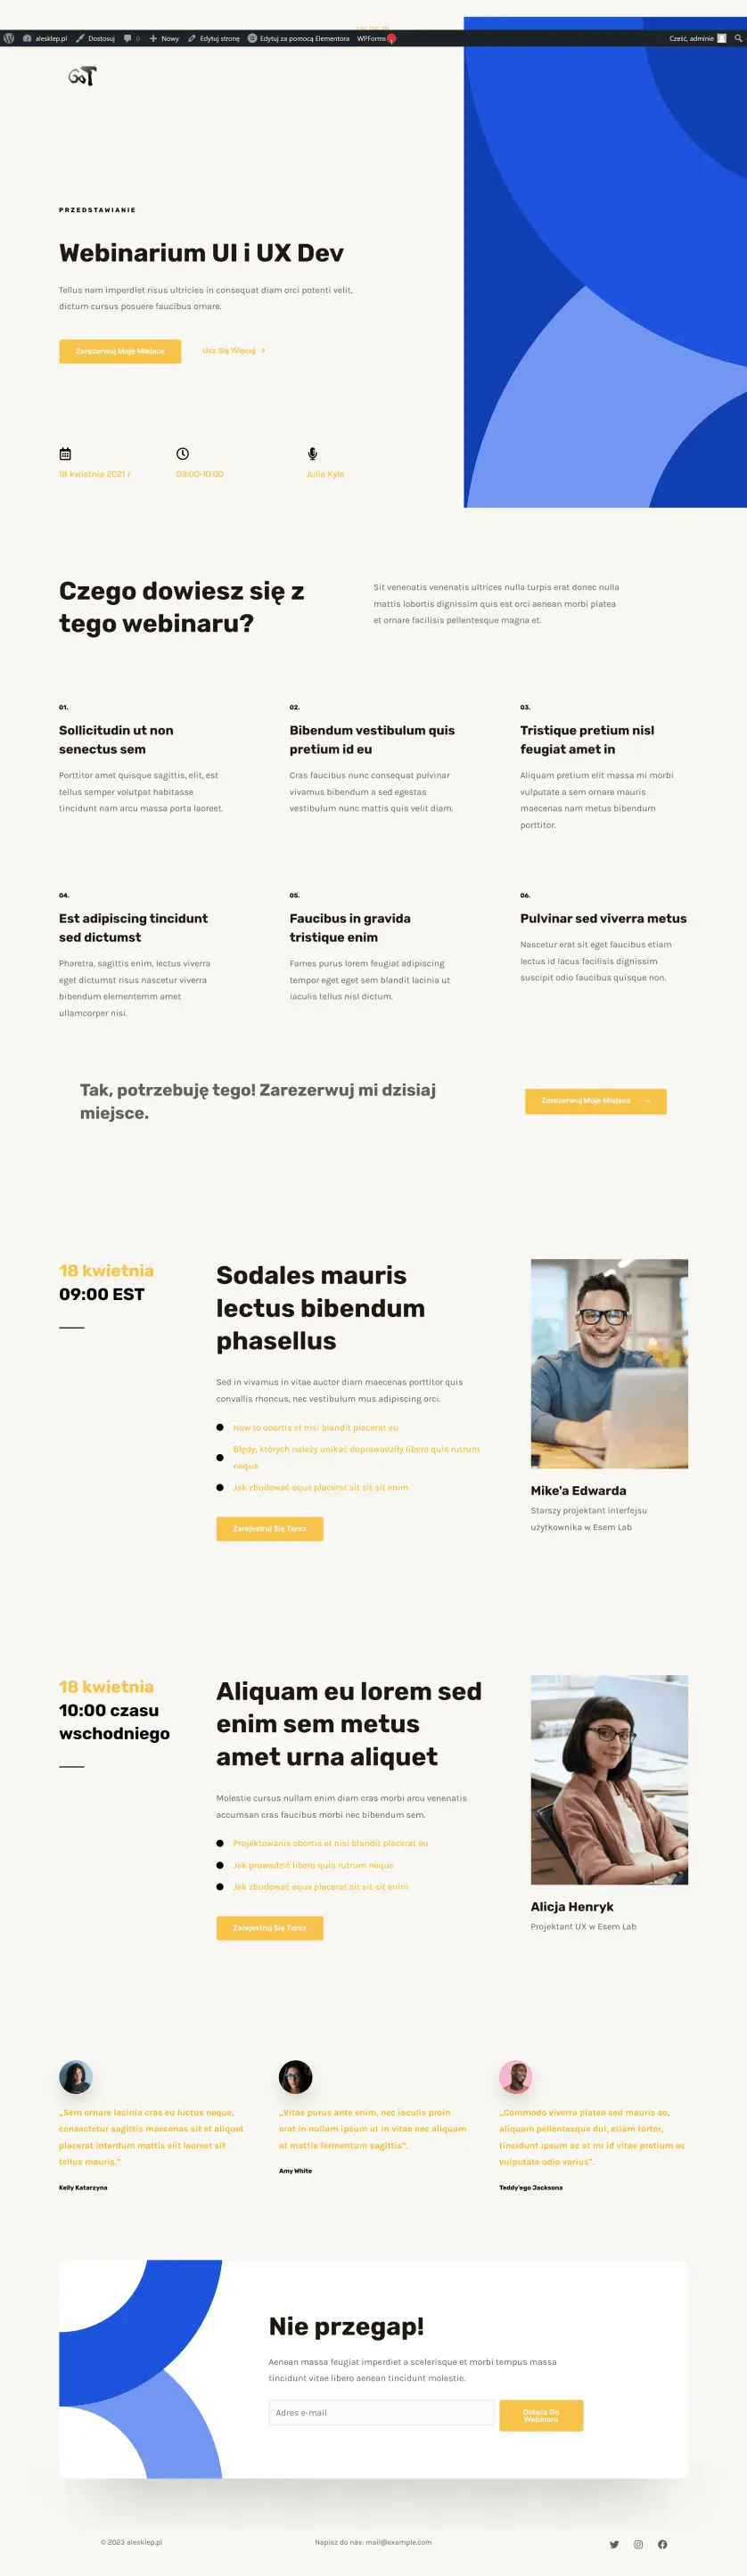 alesklep.pl Dostosuj 0 Nowy Edytuj stronę Edytuj za pomocą Elementora WPForms Cześć, adminie
GoT
PRZEDSTAWIANIE
Webinarium UI i UX Dev
Tellus nam imperdiet risus ultricies in consequat diam orci potenti velit,
dictum cursus posuere faucibus ornare.
Zarezerwuj Moje Miejsce Ucz Się Więcej >
18 kwietnia 2021 r 09:00-10:00 Julia Kyle
Czego dowiesz się z
tego webinaru?
Sit venenatis venenatis ultrices nulla turpis erat donec nulla
mattis lobortis dignissim quis est orci aenean morbi platea
et ornare facilisis pellentesque magna et.
01.
Sollicitudin ut non
senectus sem
Porttitor amet quisque sagittis, elit, est
tellus semper volutpat habitasse
tincidunt nam arcu massa porta laoreet.
02.
Bibendum vestibulum quis
pretium id eu
Cras faucibus nunc consequat pulvinar
vivamus bibendum a sed egestas
vestibulum nunc mattis quis velit diam.
03.
Tristique pretium nisl
feugiat amet in
Aliquam pretium elit massa mi morbi
vulputate a sem ornare mauris
maecenas nam metus bibendum
porttitor.
04.
Est adipiscing tincidunt
sed dictumst
Pharetra, sagittis enim, lectus viverra
eget dictumst risus nascetur viverra
bibendum elementemm amet
ullamcorper nisi.
05.
Faucibus in gravida
tristique enim
Fames purus lorem feugiat adipiscing
tempor eget eget sem blandit lacinia ut
iaculis tellus nisl dictum.
06.
Pulvinar sed viverra metus
Nascetur erat sit eget faucibus etiam
lectus id lacus facilisis dignissim
suscipit odio faucibus quisque non.
Tak, potrzebuję tego! Zarezerwuj mi dzisiaj
miejsce.
Zarezerwuj Moje Miejsce →
18 kwietnia
09:00 EST
Sodales mauris
lectus bibendum
phasellus
Sed in vivamus in vitae auctor diam maecenas porttitor quis
convallis rhoncus, nec vestibulum mus adipiscing orci.
How to obortis et nisi blandit placerat eu
Błędy, których należy unikać doprowadziły libero quis rutrum
neque
Jak zbudować eque placerat sit sit sit enim
Zarejestruj Się Teraz
Mike'a Edwarda
Starszy projektant interfejsu
użytkownika w Esem Lab
18 kwietnia
10:00 czasu
wschodniego
Aliquam eu lorem sed
enim sem metus
amet urna aliquet
Molestie cursus nullam enim diam cras morbi arcu venenatis
accumsan cras faucibus morbi nec bibendum sem.
Projektowanie obortis et nisi blandit placerat eu
Jak prowadzić libero quis rutrum neque
Jak zbudować eque placerat sit sit sit enim
Zarejestruj Się Teraz
Alicja Henryk
Projektant UX w Esem Lab
„Sem ornare lacinia cras eu luctus neque,
consectetur sagittis maecenas sit et aliquet
placerat interdum mattis elit laoreet sit
tellus mauris.”
Kelly Katarzyna
„Vitae purus ante enim, nec iaculis proin
erat in nullam ipsum ut in vitae nec aliquam
at mattis fermentum sagittis”.
Amy White
„Commodo viverra platea sed mauris ac,
aliquam pellentesque dui, etiam tortor,
tincidunt ipsum ac at mi id vitae pretium ac
vulputate odio varius”.
Teddy'ego Jacksona
Nie przegap!
Aenean massa feugiat imperdiet a scelerisque et morbi tempus massa
tincidunt vitae libero aenean tincidunt molestie.
Adres e-mail
Dołącz Do
Webinaru
© 2023 alesklep.pl Napisz do nas: mail@example.com